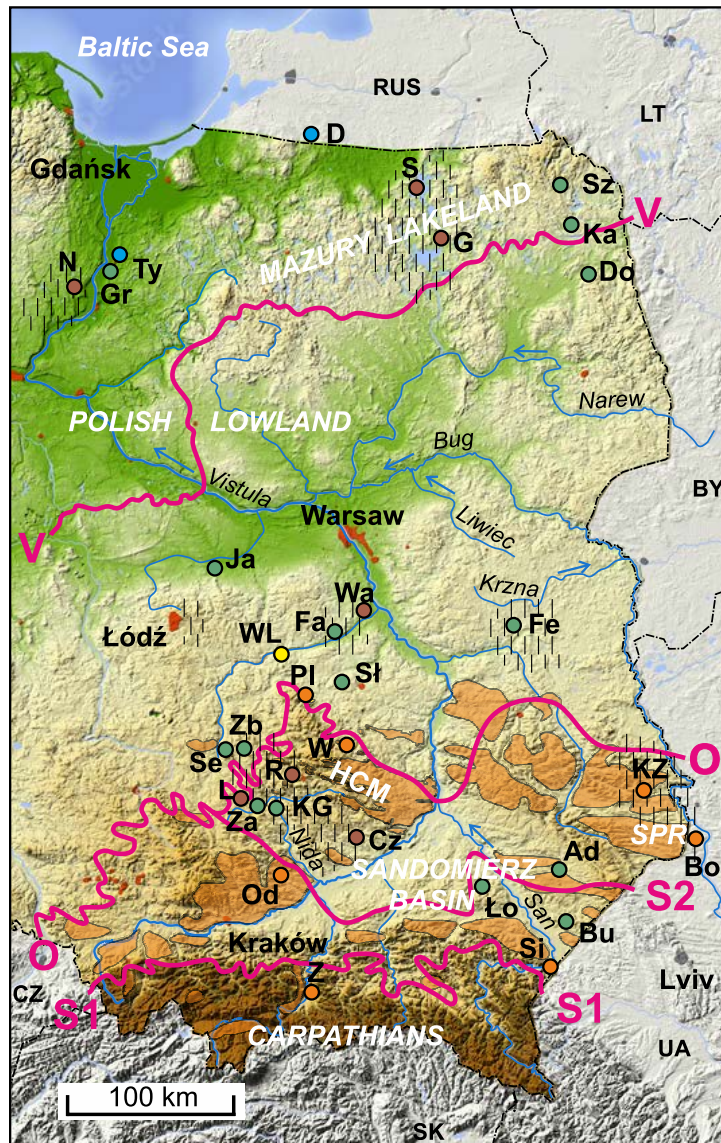 Baltic Sea
RUS
LT
D
Gdańsk
S
Sz
MAZURY LAKELAND
V
Ka
G
N
Ty
Gr
Do
POLISH LOWLAND
Narew
Bug
Vistula
BY
Liwiec
V
Warsaw
Ja
Krzna
Wa
Łódź
Fa
Fe
WL
Sł
Pl
Zb
Se
W
O
R
HCM
KZ
L
Za
KG
SPR
Cz
Nida
Bo
SANDOMIERZ
BASIN
Ad
Od
Ło
San
S2
Bu
O
Kraków
Si
CZ
Z
Lviv
S1
S1
CARPATHIANS
UA
100 km
SK